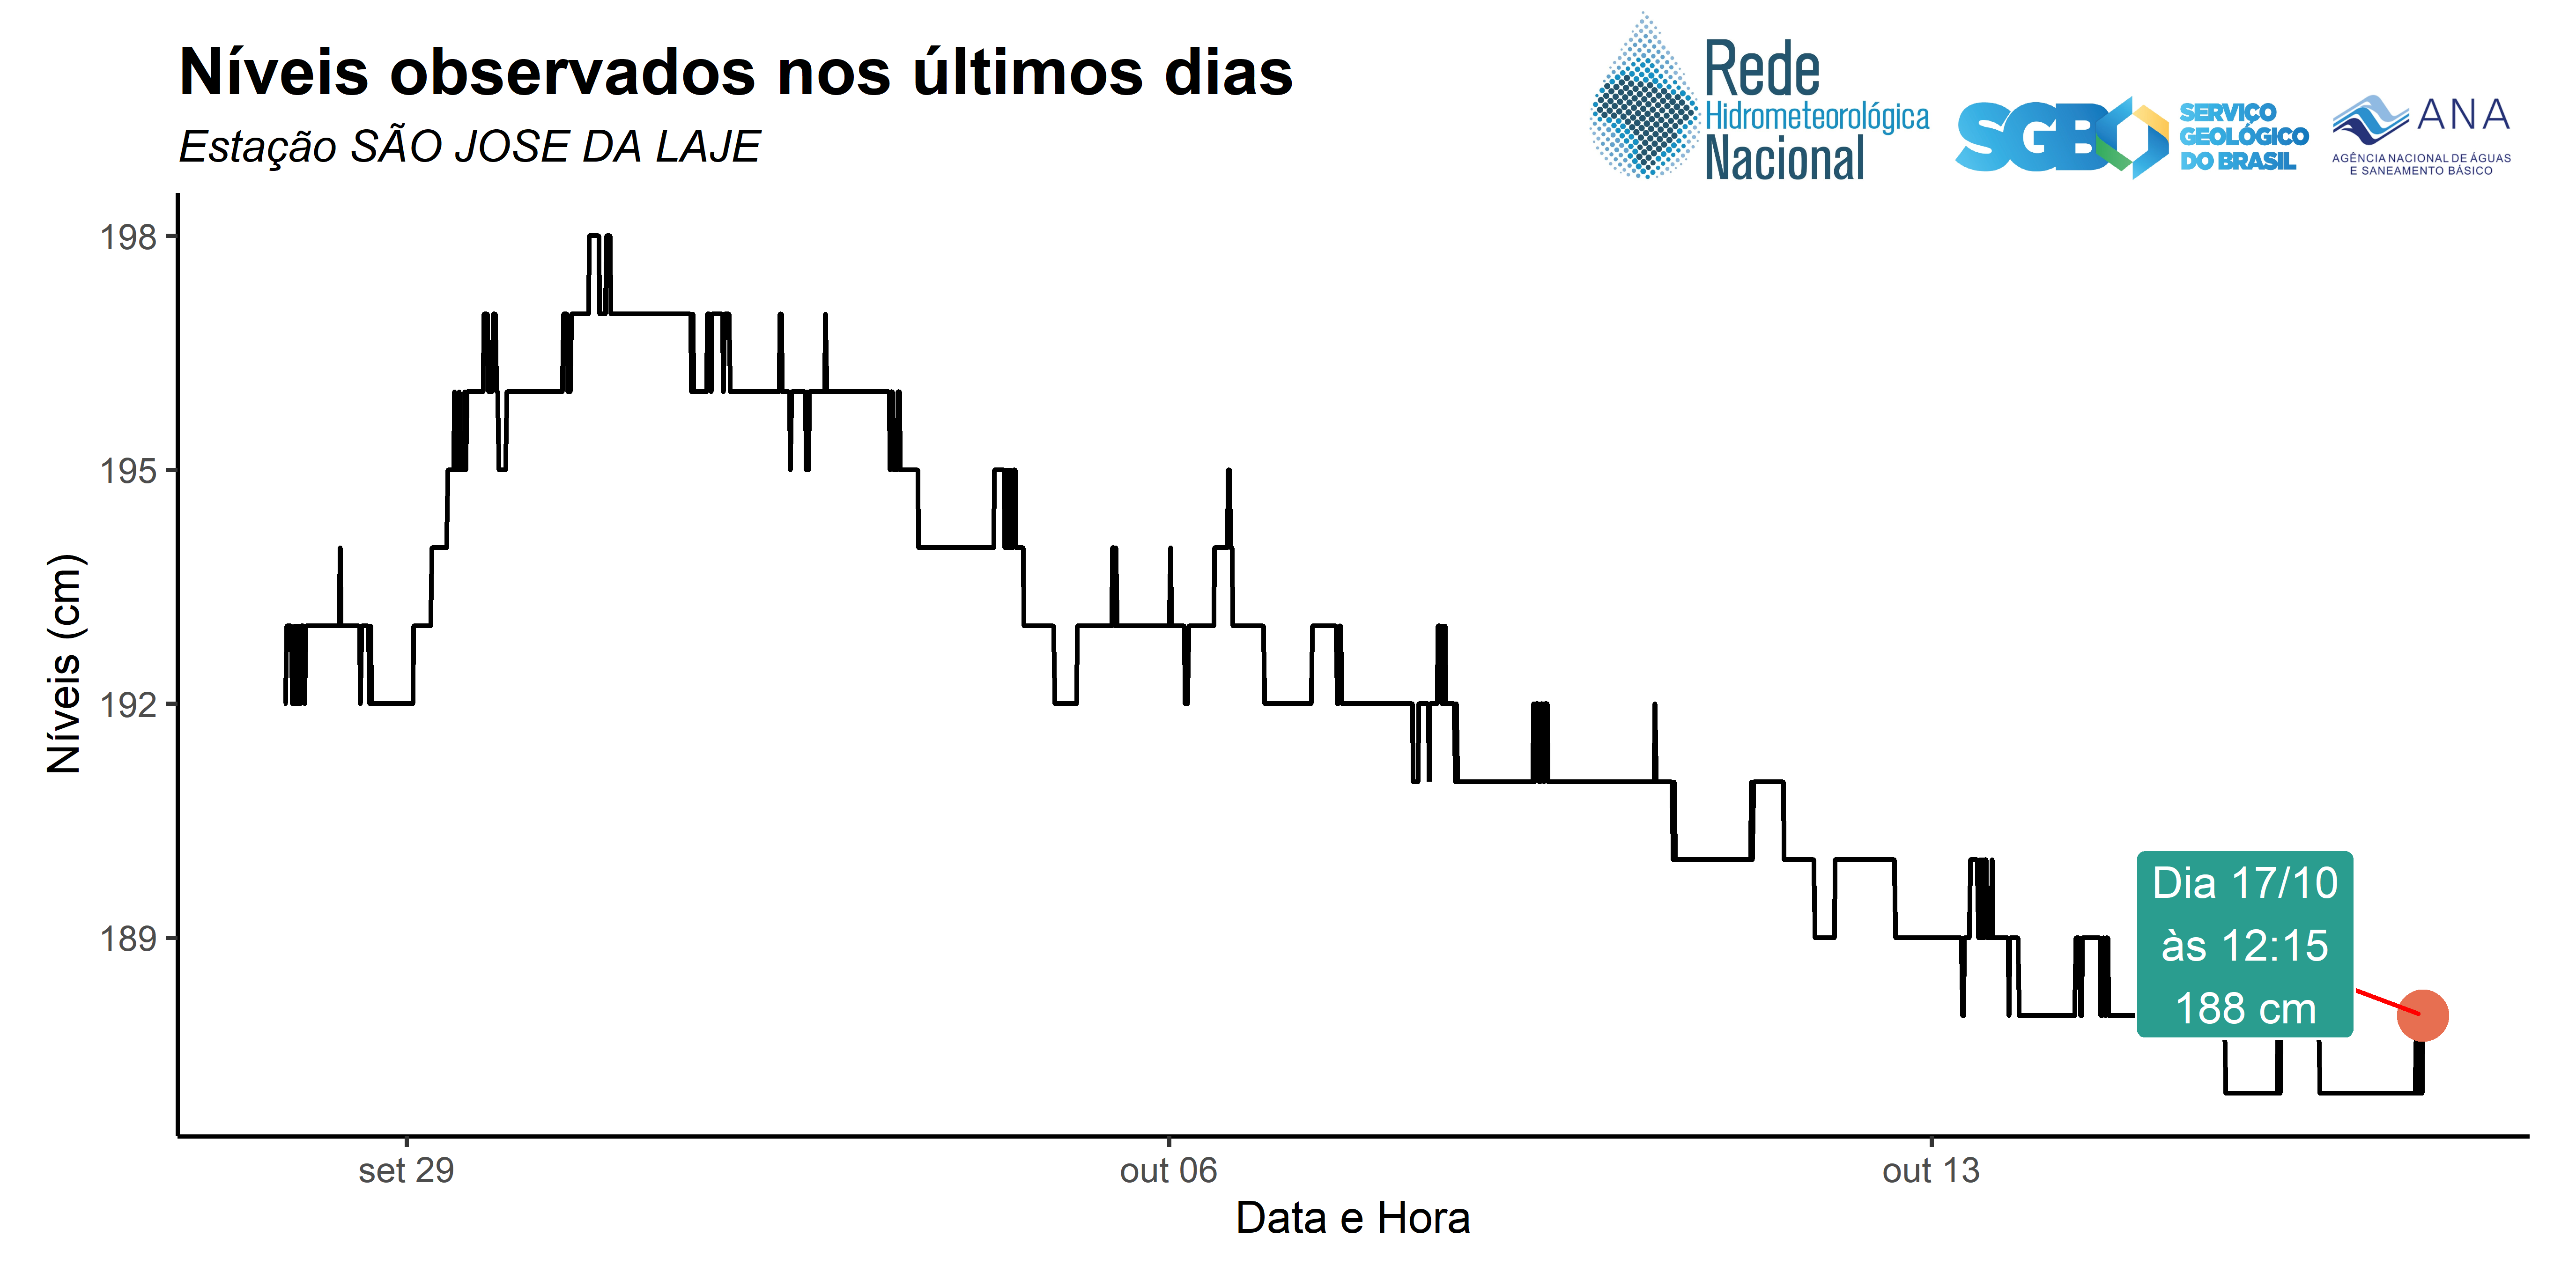 Níveis observados nos últimos dias
Estação SÃO JOSE DA LAJE
Rede
Hidrometeorológica
Nacional
SGB
SERVIÇO
GEOLÓGICO
DO BRASIL
ANA
AGÊNCIA NACIONAL DE ÁGUAS
E SANEAMENTO BÁSICO
Níveis (cm)
198
195
192
189
Dia 17/10
às 12:15
188 cm
set 29
out 06
out 13
Data e Hora